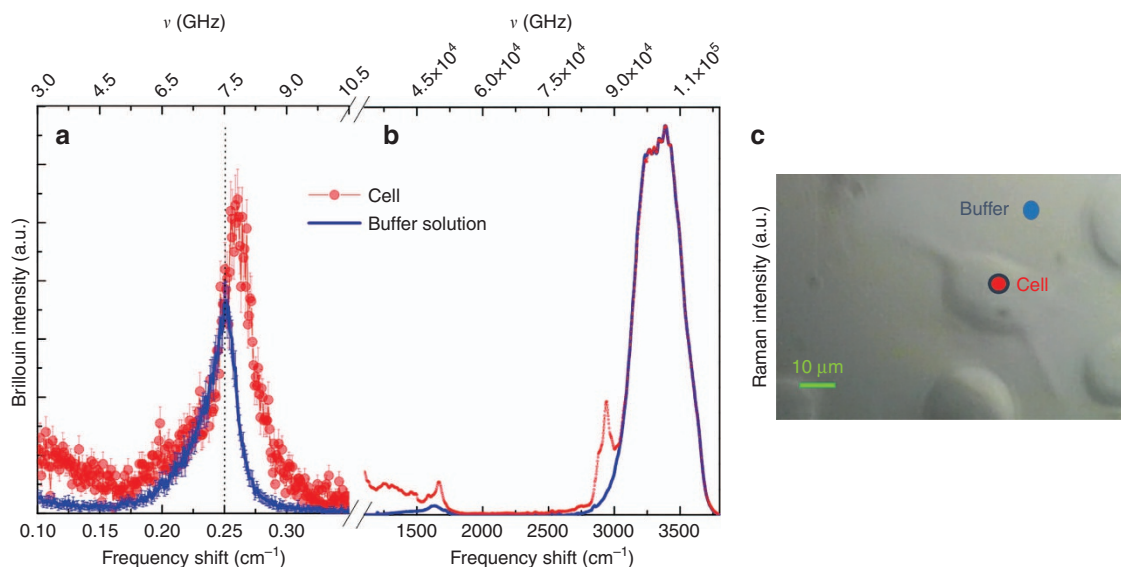 ν (GHz)
ν (GHz)
3.0
4.5
6.5
7.5
9.0
10.5
4.5×10⁴
6.0×10⁴
7.5×10⁴
9.0×10⁴
1.1×10⁵
a
b
c
Cell
Buffer solution
Brillouin intensity (a.u.)
Raman intensity (a.u.)
Buffer
Cell
10 μm
0.10
0.15
0.20
0.25
0.30
1500
2000
2500
3000
3500
Frequency shift (cm⁻¹)
Frequency shift (cm⁻¹)